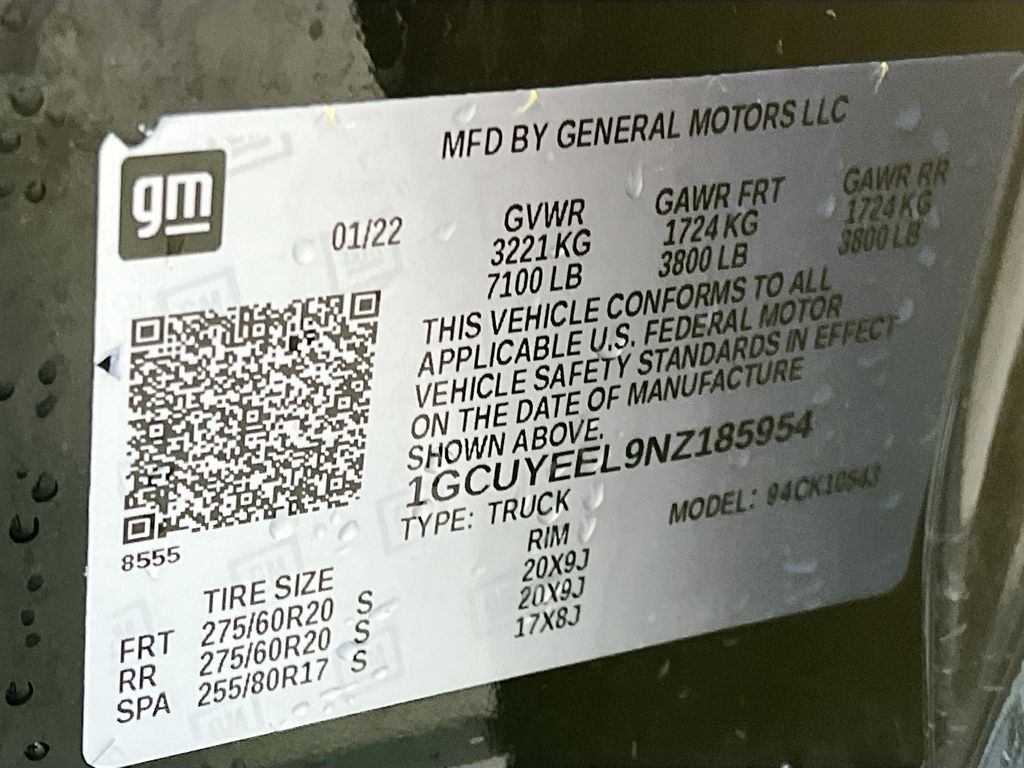 MFD BY GENERAL MOTORS LLC
gm
01/22
GVWR GAWR FRT GAWR RR
3221 KG 1724 KG 1724 KG
7100 LB 3800 LB 3800 LB
THIS VEHICLE CONFORMS TO ALL
APPLICABLE U.S. FEDERAL MOTOR
VEHICLE SAFETY STANDARDS IN EFFECT
ON THE DATE OF MANUFACTURE
SHOWN ABOVE.
1GCUYEEL9NZ185954
TYPE: TRUCK MODEL: 94CK10543
8555
TIRE SIZE RIM
FRT 275/60R20 S 20X9J
RR 275/60R20 S 20X9J
SPA 255/80R17 S 17X8J